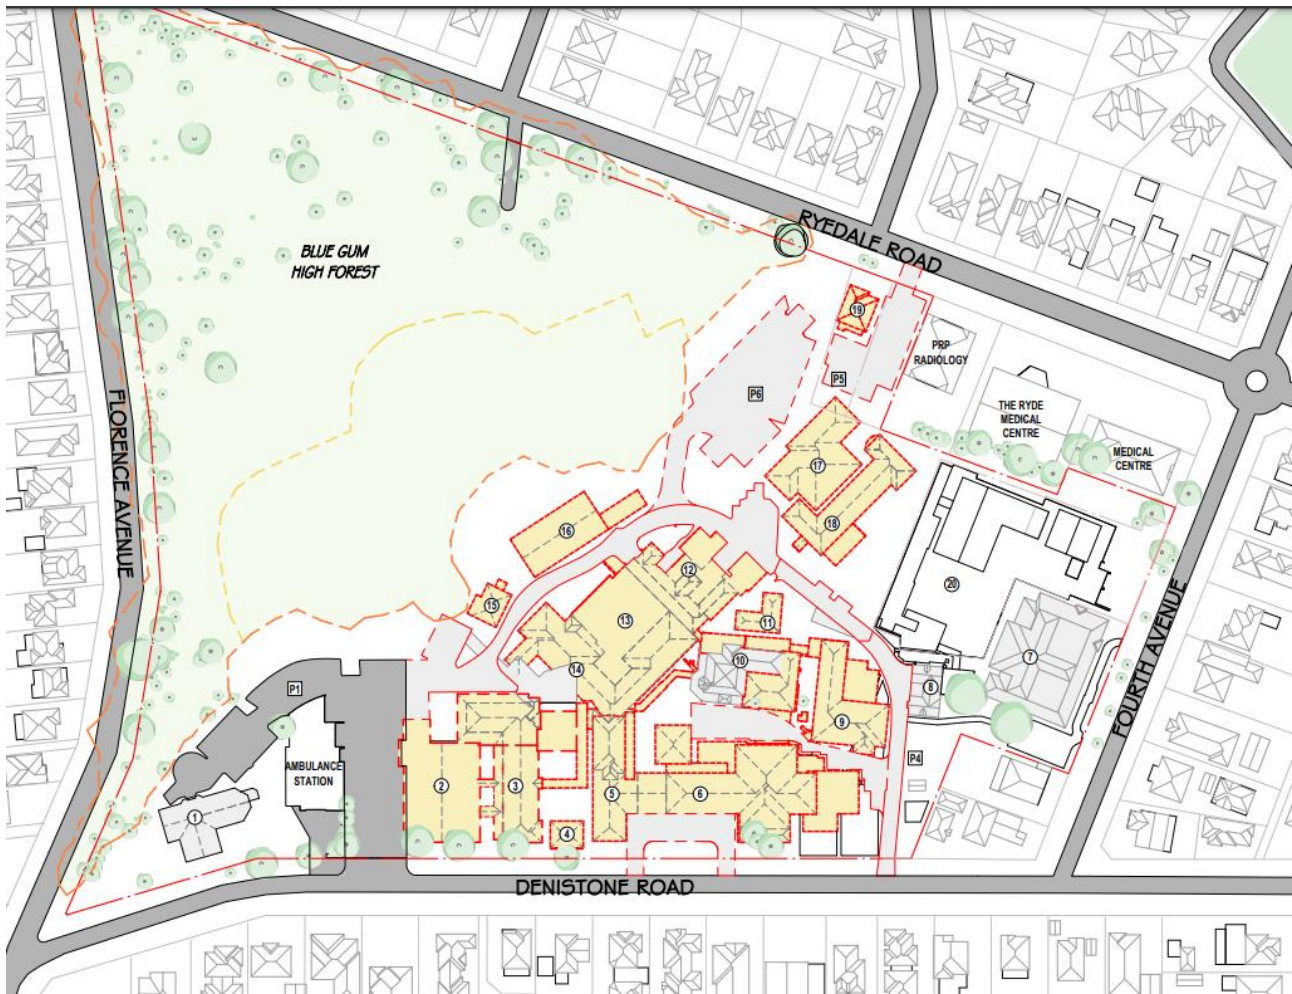 RYEDALE ROAD
BLUE GUM
HIGH FOREST
19
PRP
RADIOLOGY
P5
P6
FLORENCE AVENUE
THE RYDE
MEDICAL
CENTRE
MEDICAL
CENTRE
17
18
16
12
20
15
13
11
14
10
7
8
P1
9
FOURTH AVENUE
P4
AMBULANCE
STATION
2
3
5
6
1
4
DENISTONE ROAD